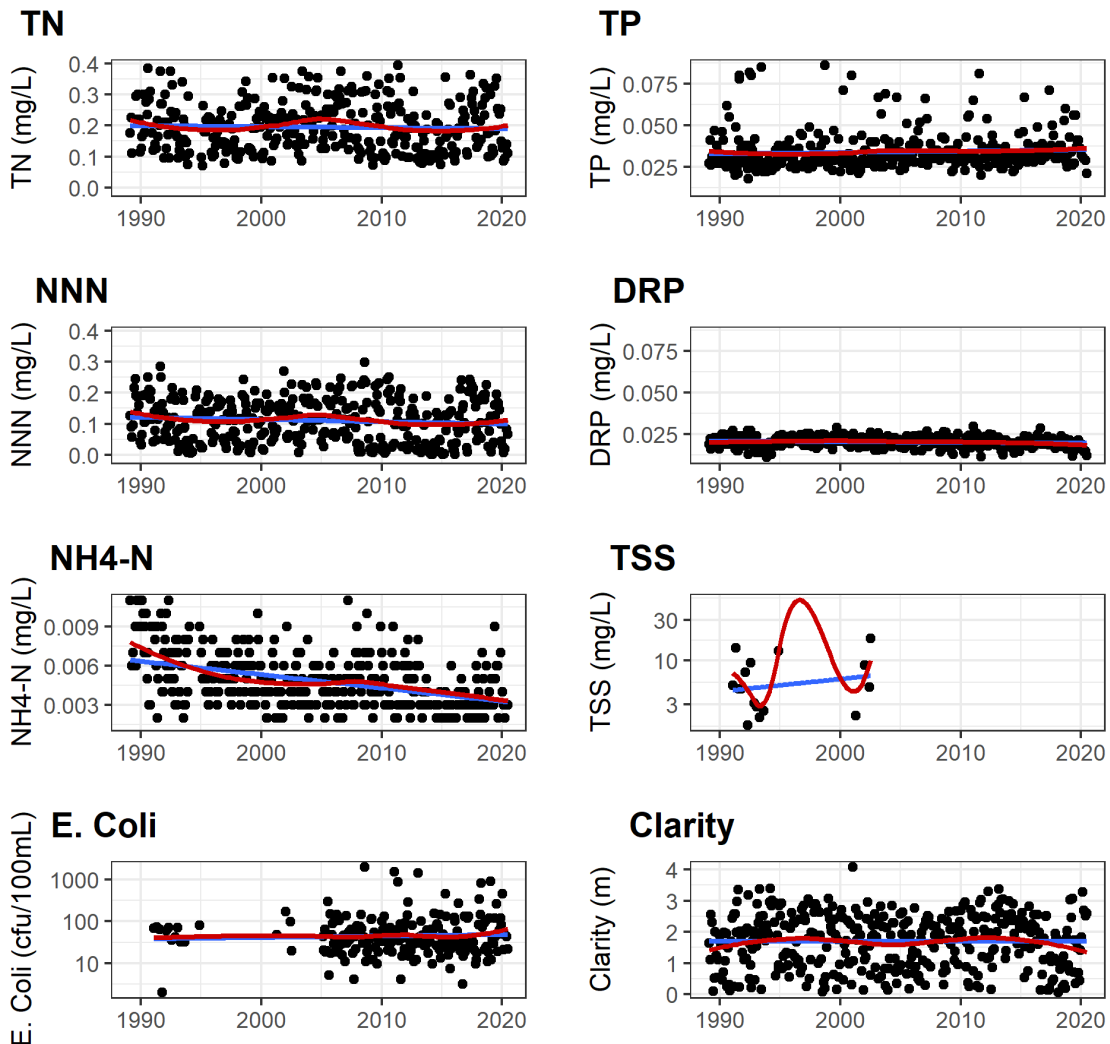 TN
TP
TN (mg/L)
0.4
0.3
0.2
0.1
0.0
1990 2000 2010 2020
TP (mg/L)
0.075
0.050
0.025
1990 2000 2010 2020
NNN
DRP
NNN (mg/L)
0.4
0.3
0.2
0.1
0.0
1990 2000 2010 2020
DRP (mg/L)
0.075
0.050
0.025
1990 2000 2010 2020
NH4-N
TSS
NH4-N (mg/L)
0.009
0.006
0.003
1990 2000 2010 2020
TSS (mg/L)
30
10
3
1990 2000 2010 2020
E. Coli
Clarity
E. Coli (cfu/100mL)
1000
100
10
1990 2000 2010 2020
Clarity (m)
4
3
2
1
0
1990 2000 2010 2020